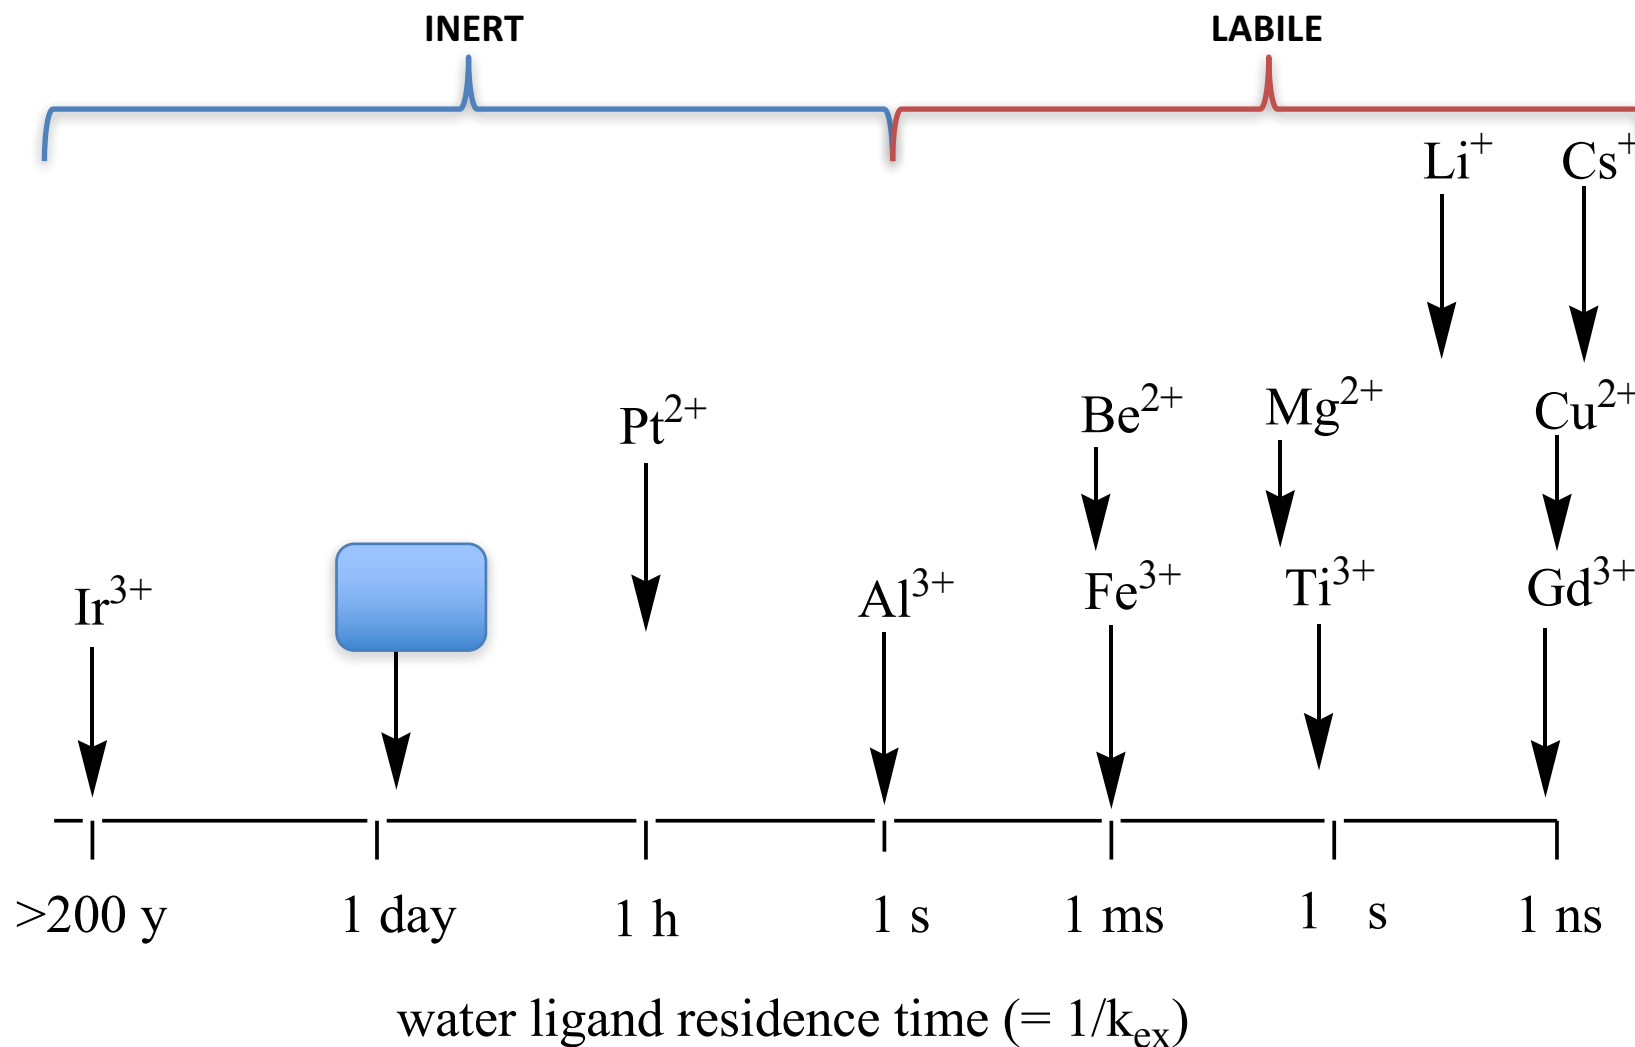 INERT LABILE
Li⁺ Cs⁺
Pt²⁺ Be²⁺ Mg²⁺ Cu²⁺
Ir³⁺ Al³⁺ Fe³⁺ Ti³⁺ Gd³⁺
>200 y 1 day 1 h 1 s 1 ms 1 s 1 ns
water ligand residence time (= 1/kₑₓ)